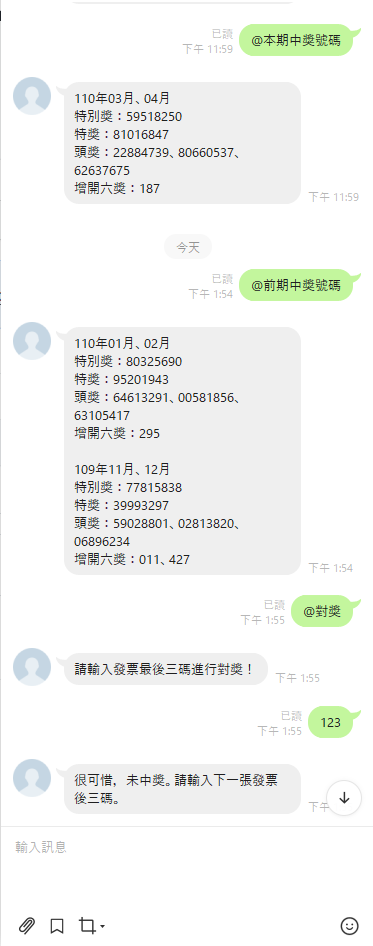 已讀
下午 11:59
@本期中獎號碼
110年03月、04月
特別獎：59518250
特獎：81016847
頭獎：22884739、80660537、
62637675
增開六獎：187
下午 11:59
今天
已讀
下午 1:54
@前期中獎號碼
110年01月、02月
特別獎：80325690
特獎：95201943
頭獎：64613291、00581856、
63105417
增開六獎：295
109年11月、12月
特別獎：77815838
特獎：39993297
頭獎：59028801、02813820、
06896234
增開六獎：011、427
下午 1:54
已讀
下午 1:55
@對獎
請輸入發票最後三碼進行對獎！
下午 1:55
已讀
下午 1:55
123
很可惜，未中獎。請輸入下一張發票
後三碼。
下午
輸入訊息